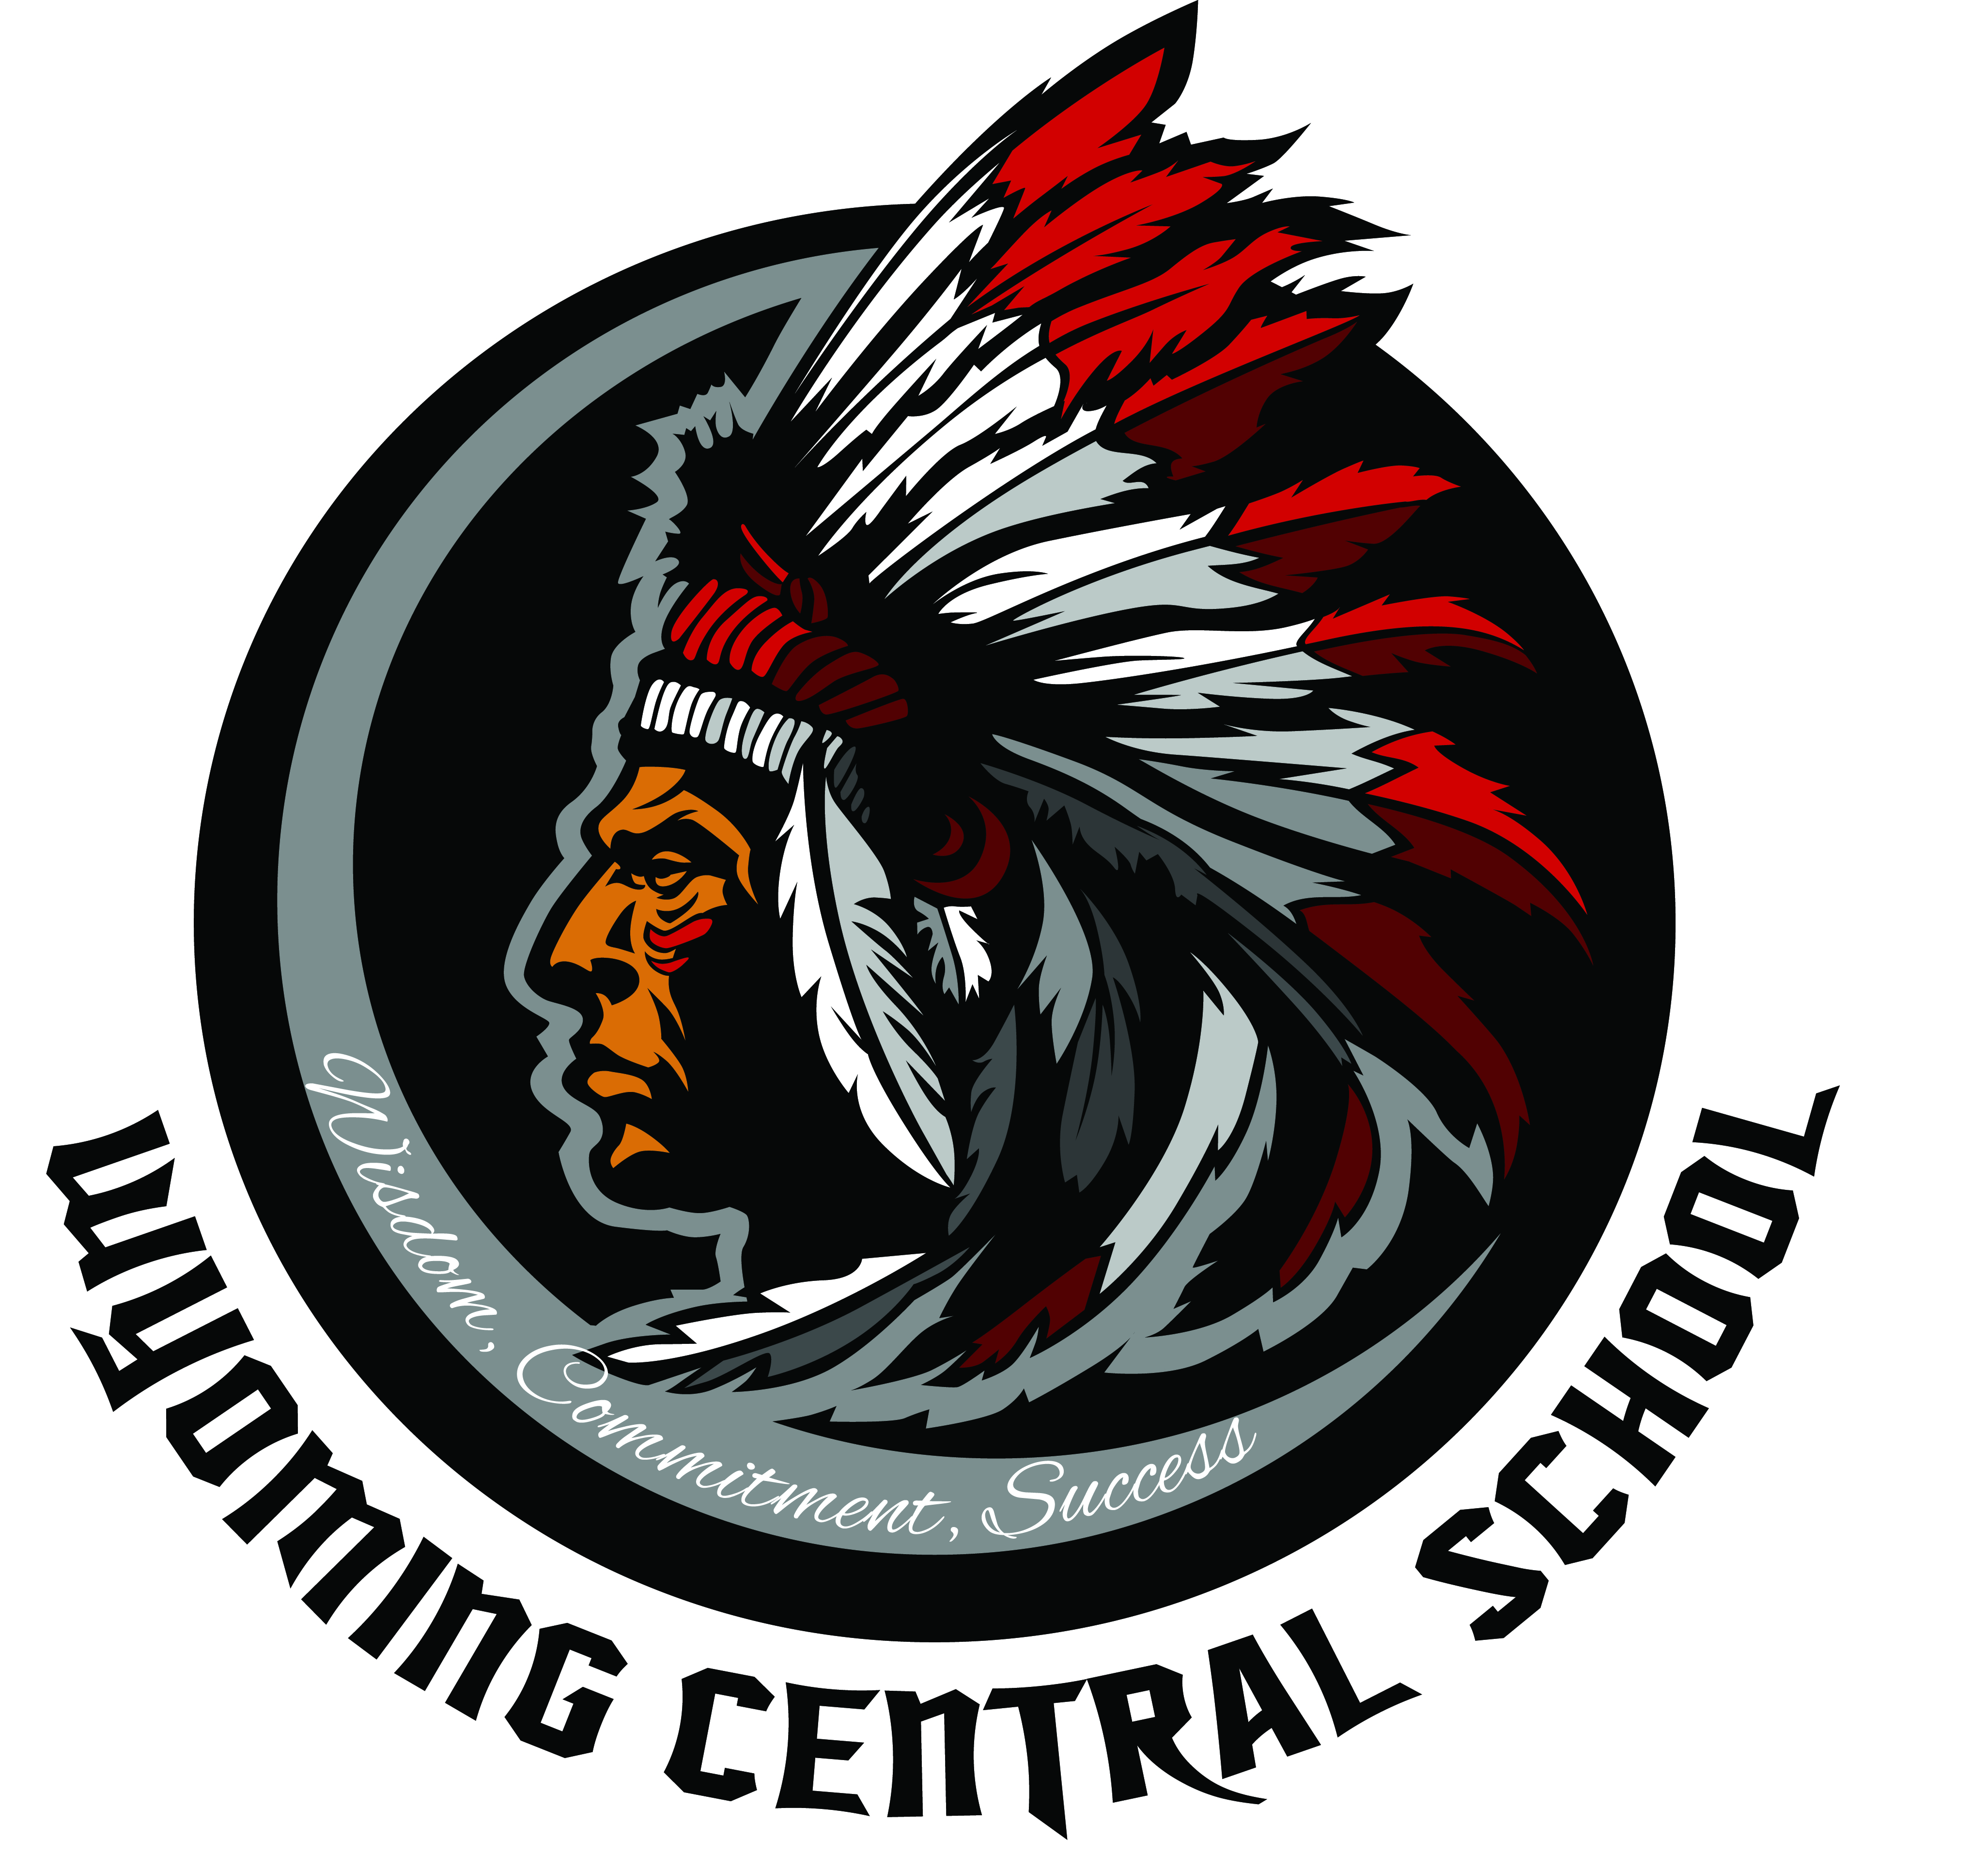 Wisdom, Commitment, Success
WYOMING CENTRAL SCHOOL